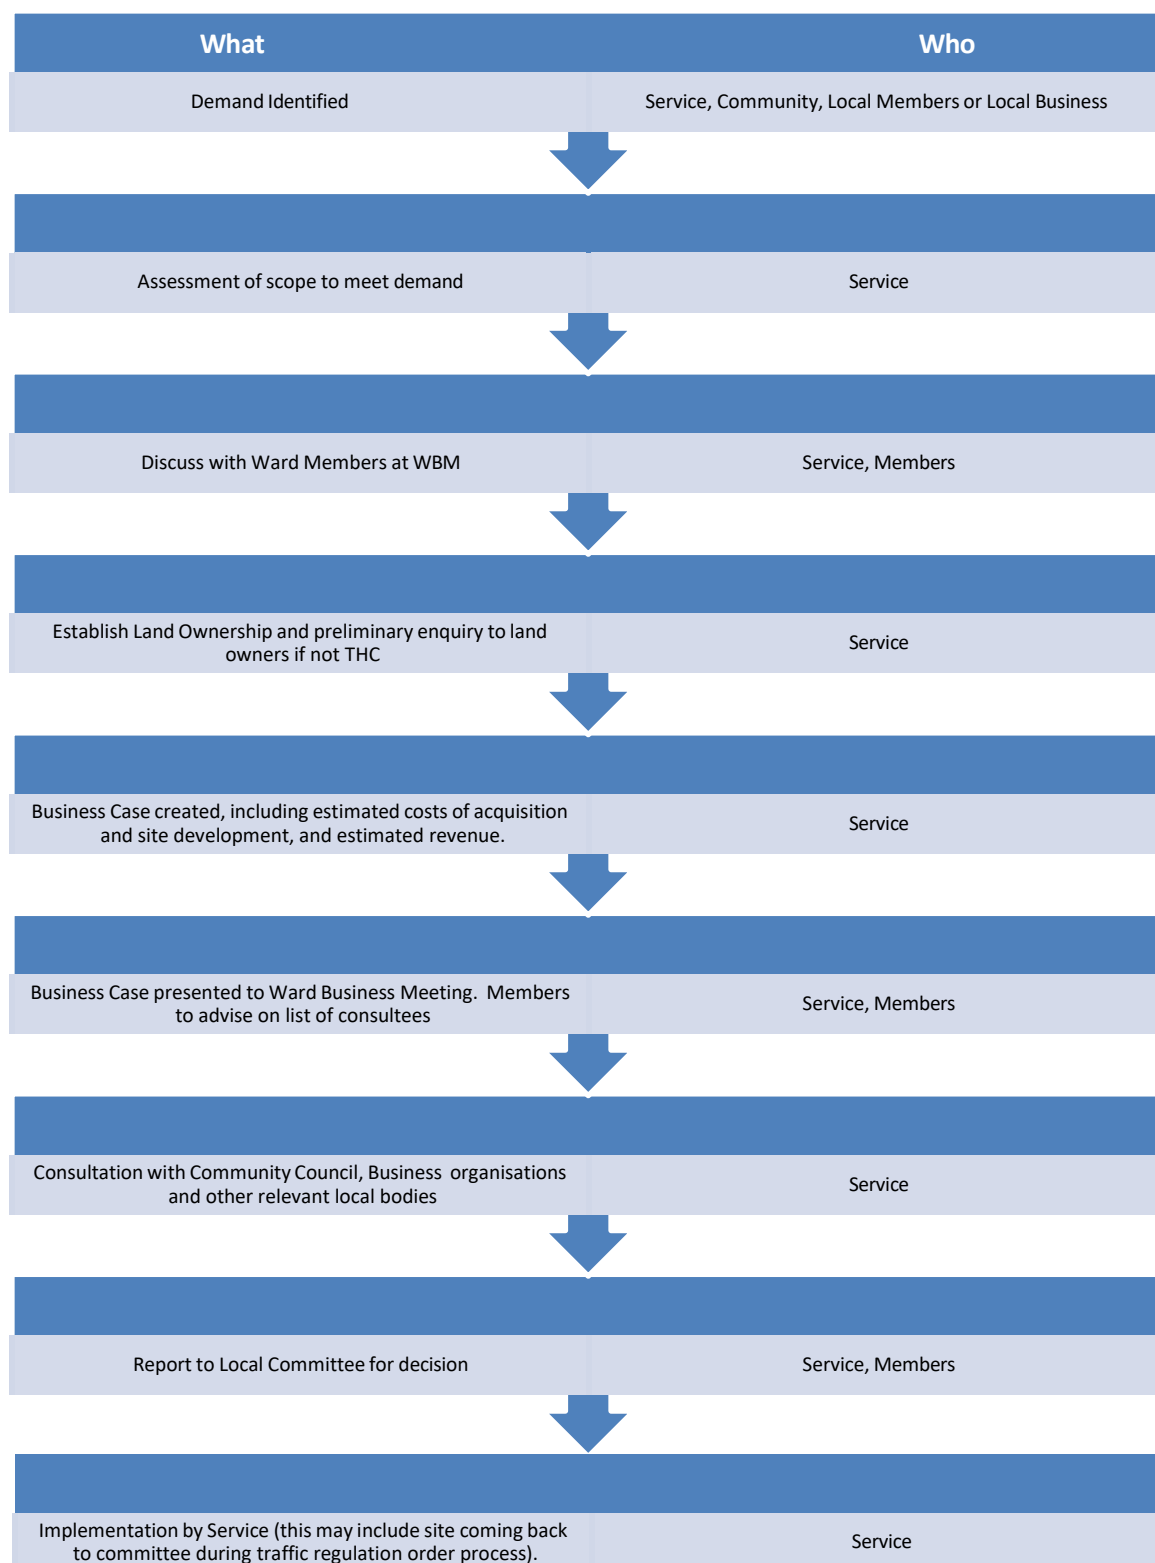 What
Who
Demand Identified
Service, Community, Local Members or Local Business
Assessment of scope to meet demand
Service
Discuss with Ward Members at WBM
Service, Members
Establish Land Ownership and preliminary enquiry to land
owners if not THC
Service
Business Case created, including estimated costs of acquisition
and site development, and estimated revenue.
Service
Business Case presented to Ward Business Meeting.  Members
to advise on list of consultees
Service, Members
Consultation with Community Council, Business  organisations
and other relevant local bodies
Service
Report to Local Committee for decision
Service, Members
Implementation by Service (this may include site coming back
to committee during traffic regulation order process).
Service